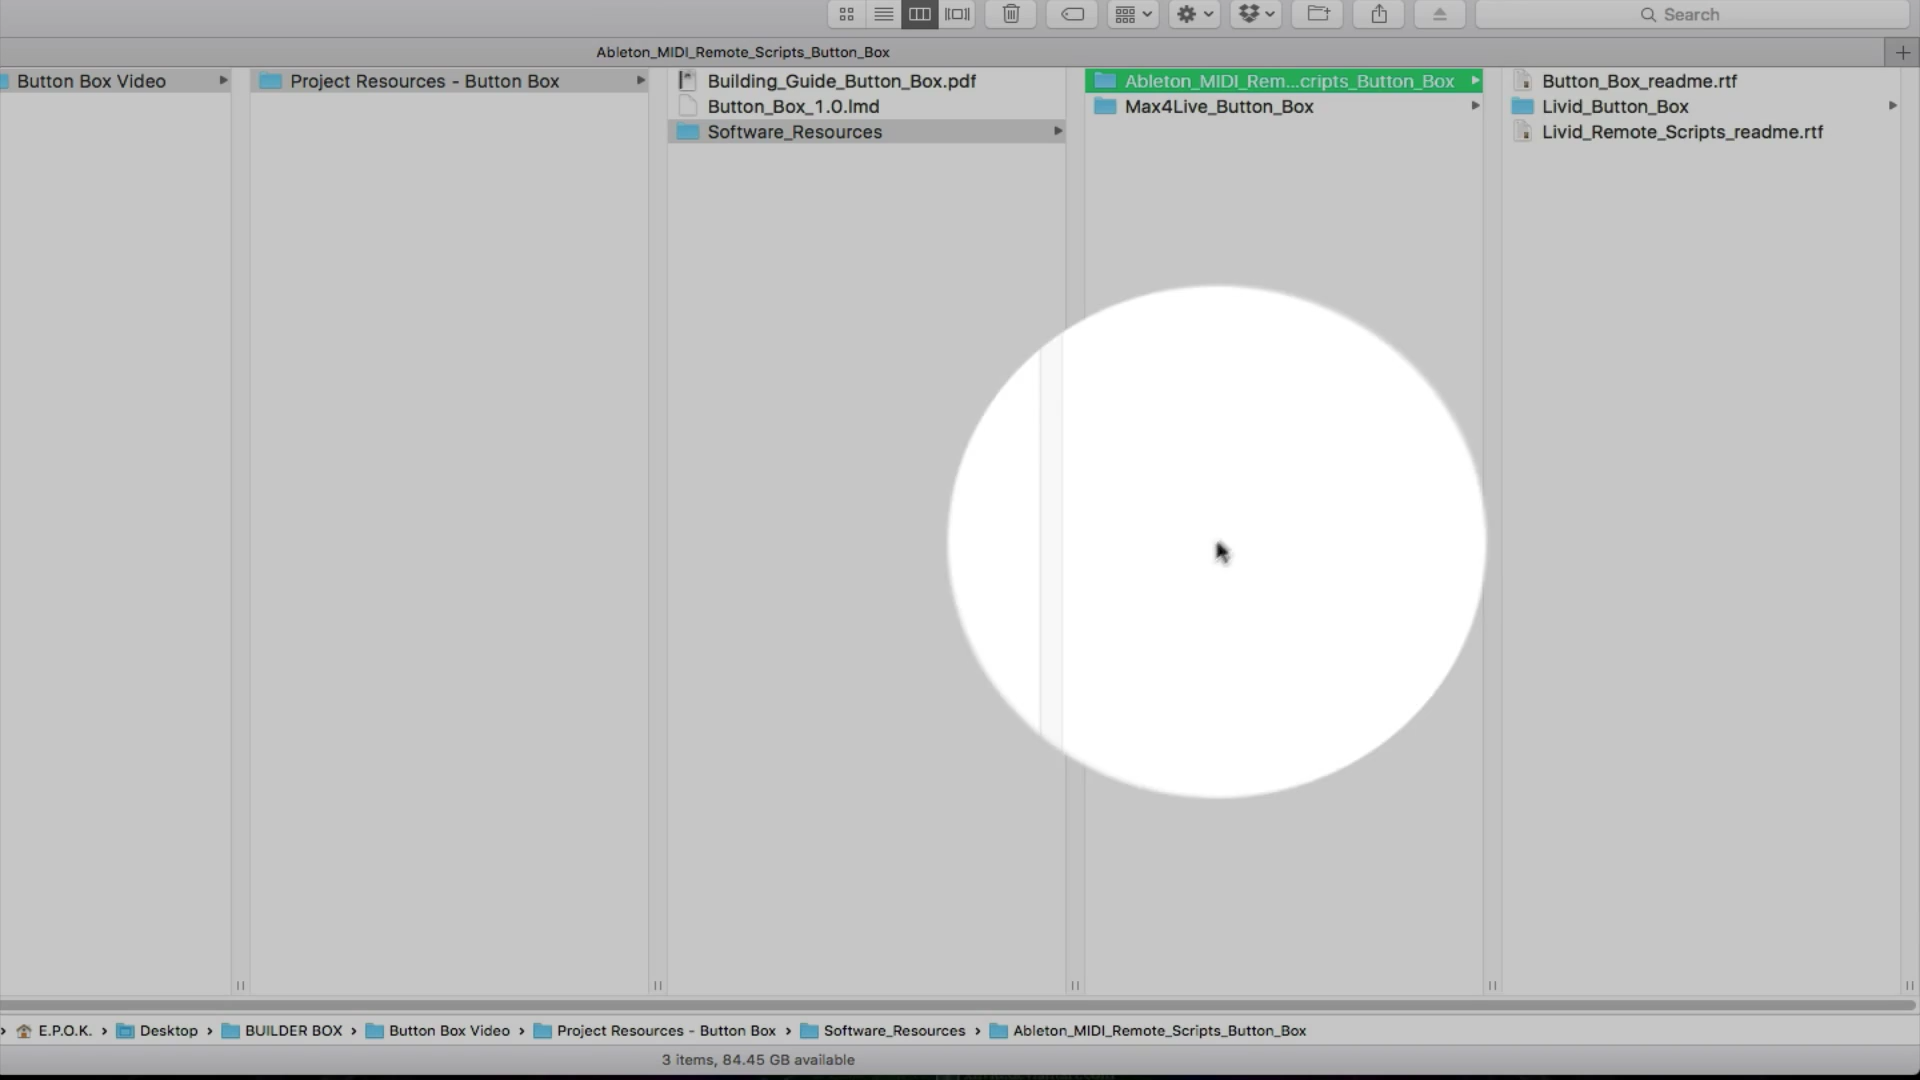 Search
Ableton_MIDI_Remote_Scripts_Button_Box
Button Box Video
Project Resources - Button Box
Building_Guide_Button_Box.pdf
Button_Box_1.0.lmd
Software_Resources
Ableton_MIDI_Rem...cripts_Button_Box
Max4Live_Button_Box
Button_Box_readme.rtf
Livid_Button_Box
Livid_Remote_Scripts_readme.rtf
E.P.O.K. › Desktop › BUILDER BOX › Button Box Video › Project Resources - Button Box › Software_Resources › Ableton_MIDI_Remote_Scripts_Button_Box
3 items, 84.45 GB available